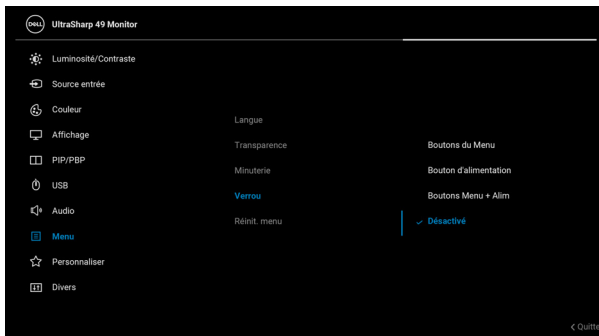 DELL UltraSharp 49 Monitor
Luminosité/Contraste
Source entrée
Couleur
Affichage
PIP/PBP
USB
Audio
Menu
Personnaliser
Divers
Langue
Transparence
Minuterie
Verrou
Réinit. menu
Boutons du Menu
Bouton d'alimentation
Boutons Menu + Alim
Désactivé
Quitte